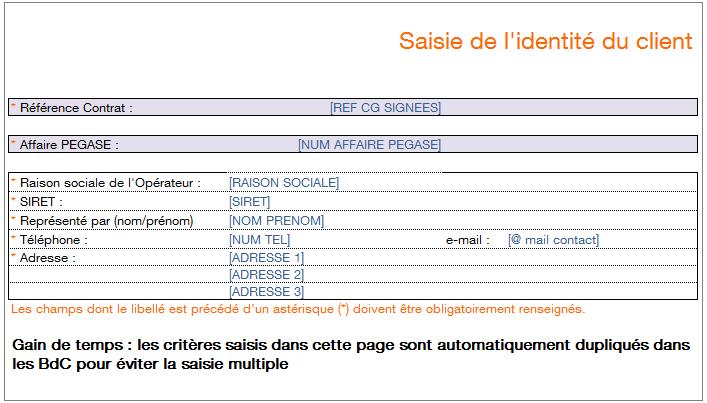 Saisie de l'identité du client
* Référence Contrat : [REF CG SIGNEES]
* Affaire PEGASE : [NUM AFFAIRE PEGASE]
* Raison sociale de l'Opérateur : [RAISON SOCIALE]
* SIRET : [SIRET]
* Représenté par (nom/prénom) [NOM PRENOM]
* Téléphone : [NUM TEL] e-mail : [@ mail contact]
* Adresse : [ADRESSE 1]
[ADRESSE 2]
[ADRESSE 3]
Les champs dont le libellé est précédé d'un astérisque (*) doivent être obligatoirement renseignés.
Gain de temps : les critères saisis dans cette page sont automatiquement dupliqués dans
les BdC pour éviter la saisie multiple